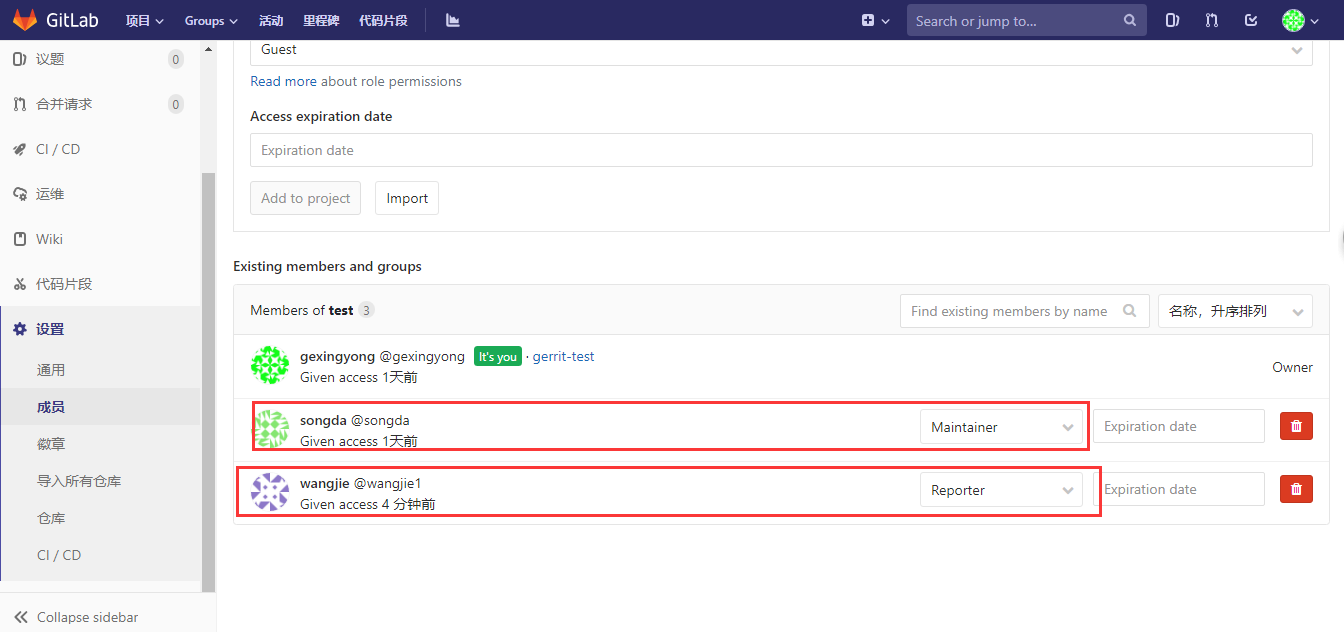 GitLab 项目 Groups 活动 里程碑 代码片段 Search or jump to...
议题 0
合并请求 0
CI / CD
运维
Wiki
代码片段
设置
通用
成员
徽章
导入所有仓库
仓库
CI / CD
Collapse sidebar
Guest
Read more about role permissions
Access expiration date
Expiration date
Add to project Import
Existing members and groups
Members of test 3 Find existing members by name 名称，升序排列
gexingyong @gexingyong It's you · gerrit-test
Given access 1天前
Owner
songda @songda
Given access 1天前
Maintainer Expiration date
wangjie @wangjie1
Given access 4 分钟前
Reporter Expiration date